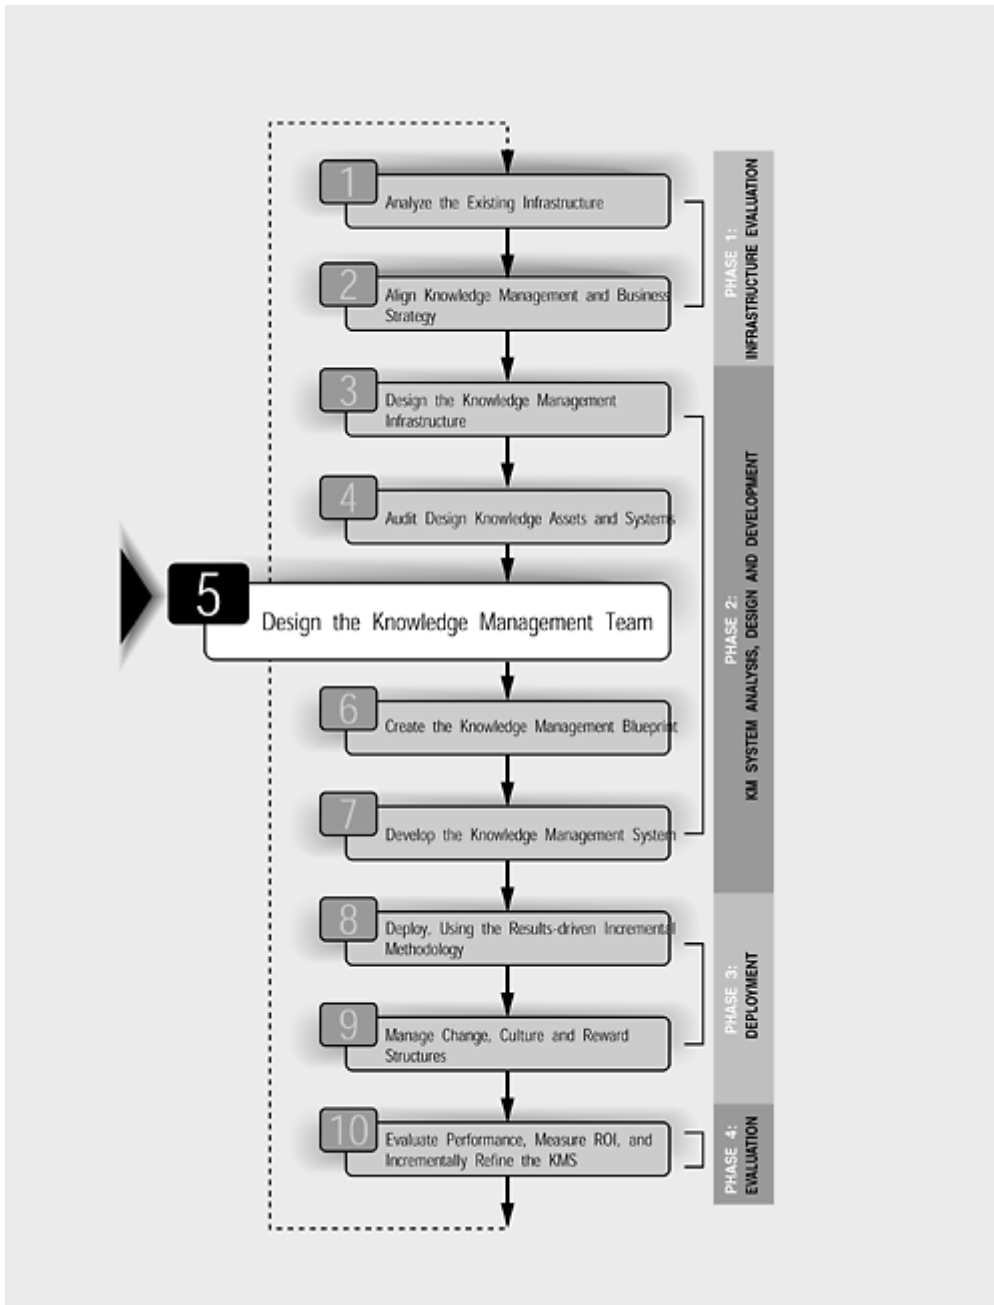 1
Analyze the Existing Infrastructure
2
Align Knowledge Management and Business
Strategy
3
Design the Knowledge Management
Infrastructure
4
Audit Design Knowledge Assets and Systems
5
Design the Knowledge Management Team
6
Create the Knowledge Management Blueprint
7
Develop the Knowledge Management System
8
Deploy, Using the Results-driven Incremental
Methodology
9
Manage Change, Culture and Reward
Structures
10
Evaluate Performance, Measure ROI, and
Incrementally Refine the KMS
PHASE 1:
INFRASTRUCTURE EVALUATION
PHASE 2:
KM SYSTEM ANALYSIS, DESIGN AND DEVELOPMENT
PHASE 3:
DEPLOYMENT
PHASE 4:
EVALUATION